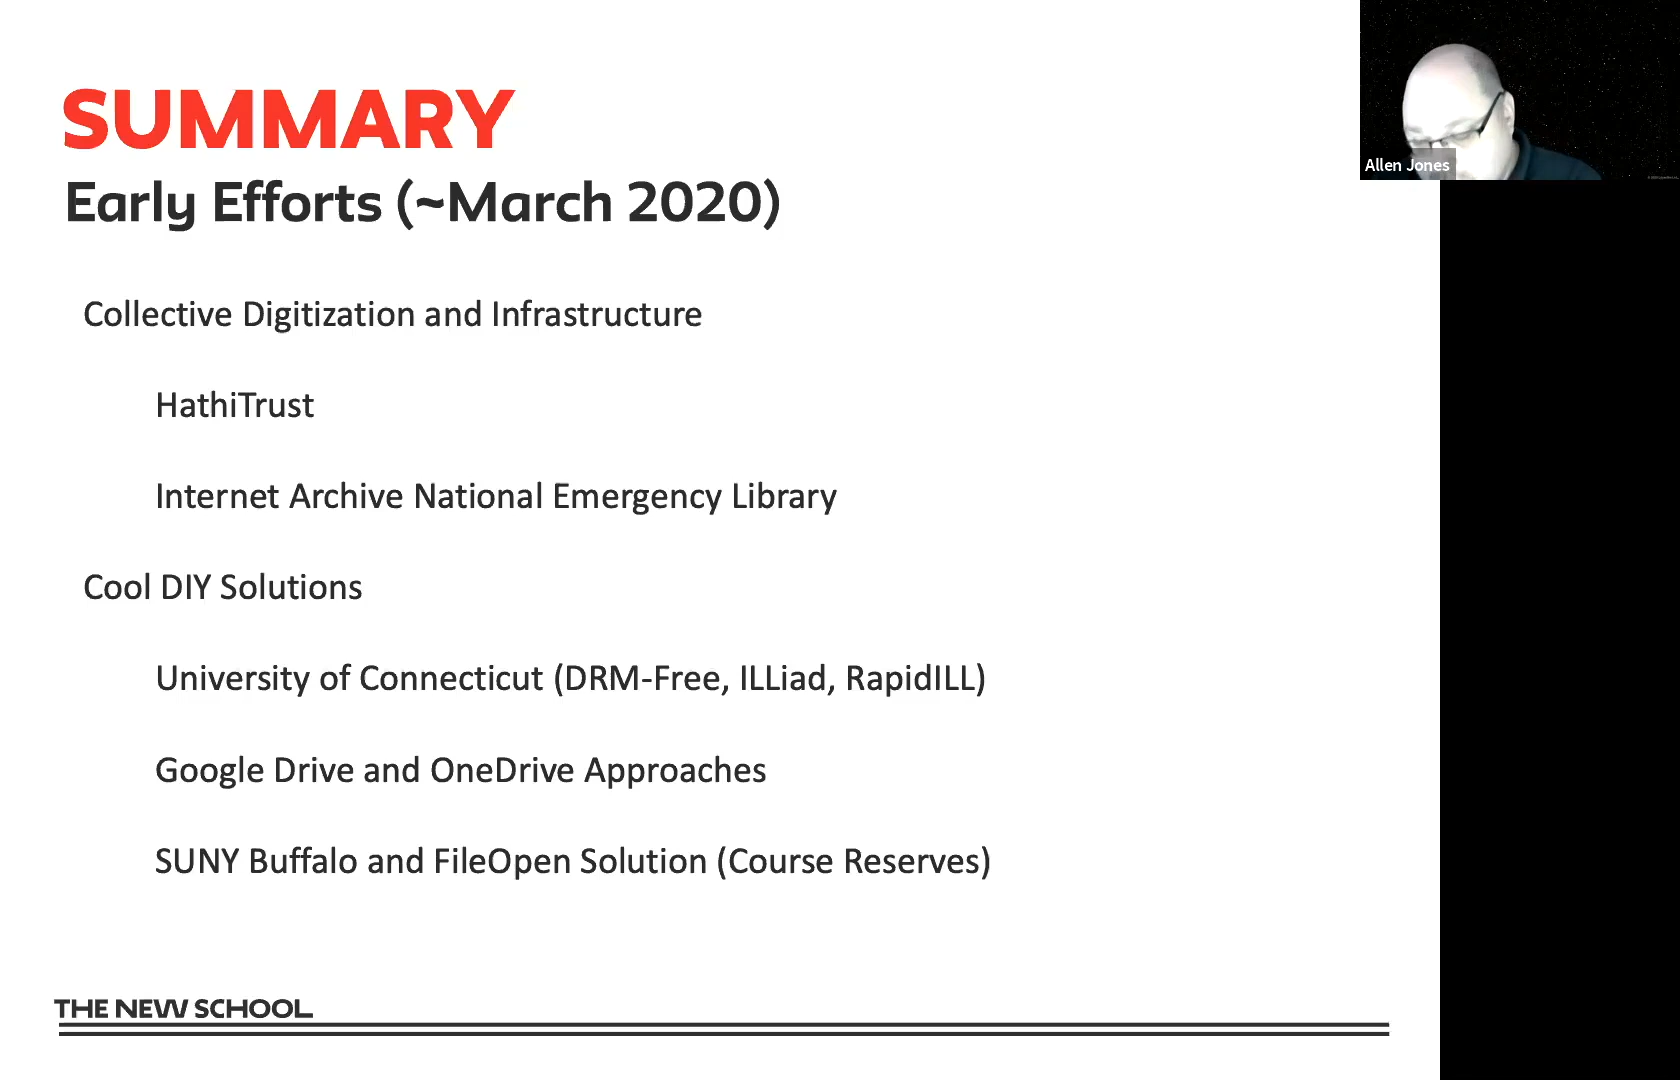 SUMMARY
Early Efforts (~March 2020)
Collective Digitization and Infrastructure
HathiTrust
Internet Archive National Emergency Library
Cool DIY Solutions
University of Connecticut (DRM-Free, ILLiad, RapidILL)
Google Drive and OneDrive Approaches
SUNY Buffalo and FileOpen Solution (Course Reserves)
THE NEW SCHOOL
Allen Jones